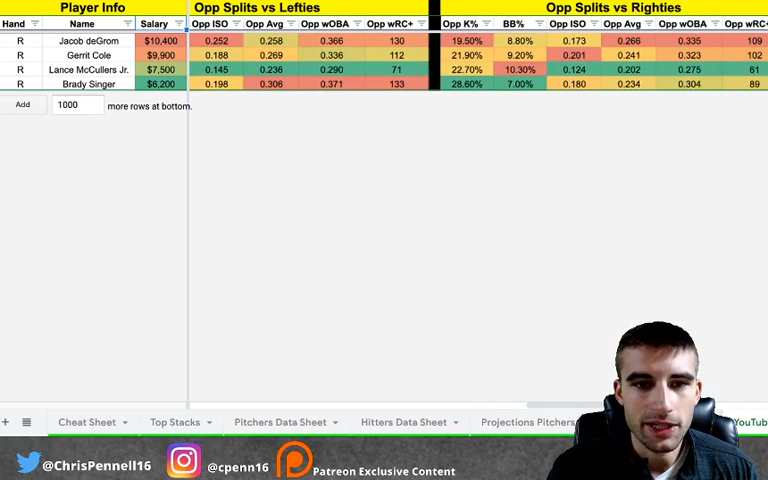 Player Info Opp Splits vs Lefties Opp Splits vs Righties
Hand Name Salary Opp ISO Opp Avg Opp wOBA Opp wRC+ Opp K% BB% Opp ISO Opp Avg Opp wOBA Opp wRC+
R Jacob deGrom $10,400 0.252 0.258 0.366 130 19.50% 8.80% 0.173 0.266 0.335 109
R Gerrit Cole $9,900 0.188 0.269 0.336 112 21.90% 9.20% 0.201 0.241 0.323 102
R Lance McCullers Jr. $7,500 0.145 0.236 0.290 71 22.70% 10.30% 0.124 0.202 0.275 61
R Brady Singer $6,200 0.198 0.306 0.371 133 28.60% 7.00% 0.180 0.234 0.304 89
Add 1000 more rows at bottom.
Cheat Sheet Top Stacks Pitchers Data Sheet Hitters Data Sheet Projections Pitchers YouTub
@ChrisPennell16 @cpenn16 Patreon Exclusive Content